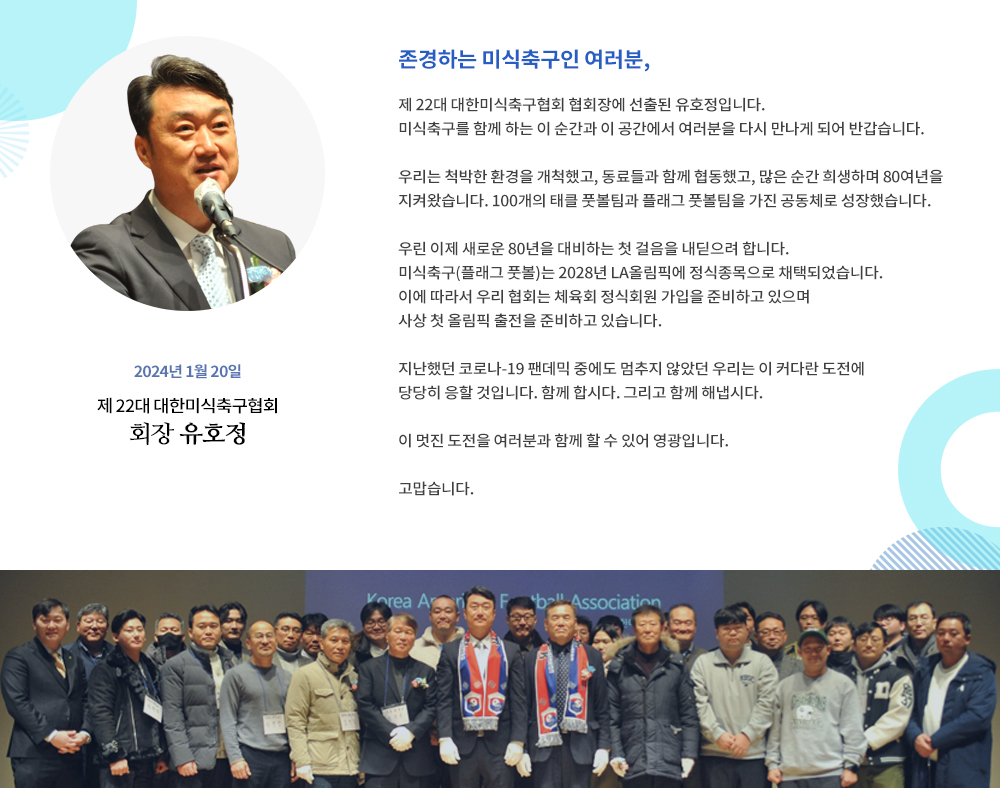 존경하는 미식축구인 여러분,
제 22대 대한미식축구협회 협회장에 선출된 유호정입니다.
미식축구를 함께 하는 이 순간과 이 공간에서 여러분을 다시 만나게 되어 반갑습니다.
우리는 척박한 환경을 개척했고, 동료들과 함께 협동했고, 많은 순간 희생하며 80여년을
지켜왔습니다. 100개의 태클 풋볼팀과 플래그 풋볼팀을 가진 공동체로 성장했습니다.
우린 이제 새로운 80년을 대비하는 첫 걸음을 내딛으려 합니다.
미식축구(플래그 풋볼)는 2028년 LA올림픽에 정식종목으로 채택되었습니다.
이에 따라서 우리 협회는 체육회 정식회원 가입을 준비하고 있으며
사상 첫 올림픽 출전을 준비하고 있습니다.
지난했던 코로나-19 팬데믹 중에도 멈추지 않았던 우리는 이 커다란 도전에
당당히 응할 것입니다. 함께 합시다. 그리고 함께 해냅시다.
이 멋진 도전을 여러분과 함께 할 수 있어 영광입니다.
고맙습니다.
2024년 1월 20일
제 22대 대한미식축구협회
회장 유호정
Korea Football Association